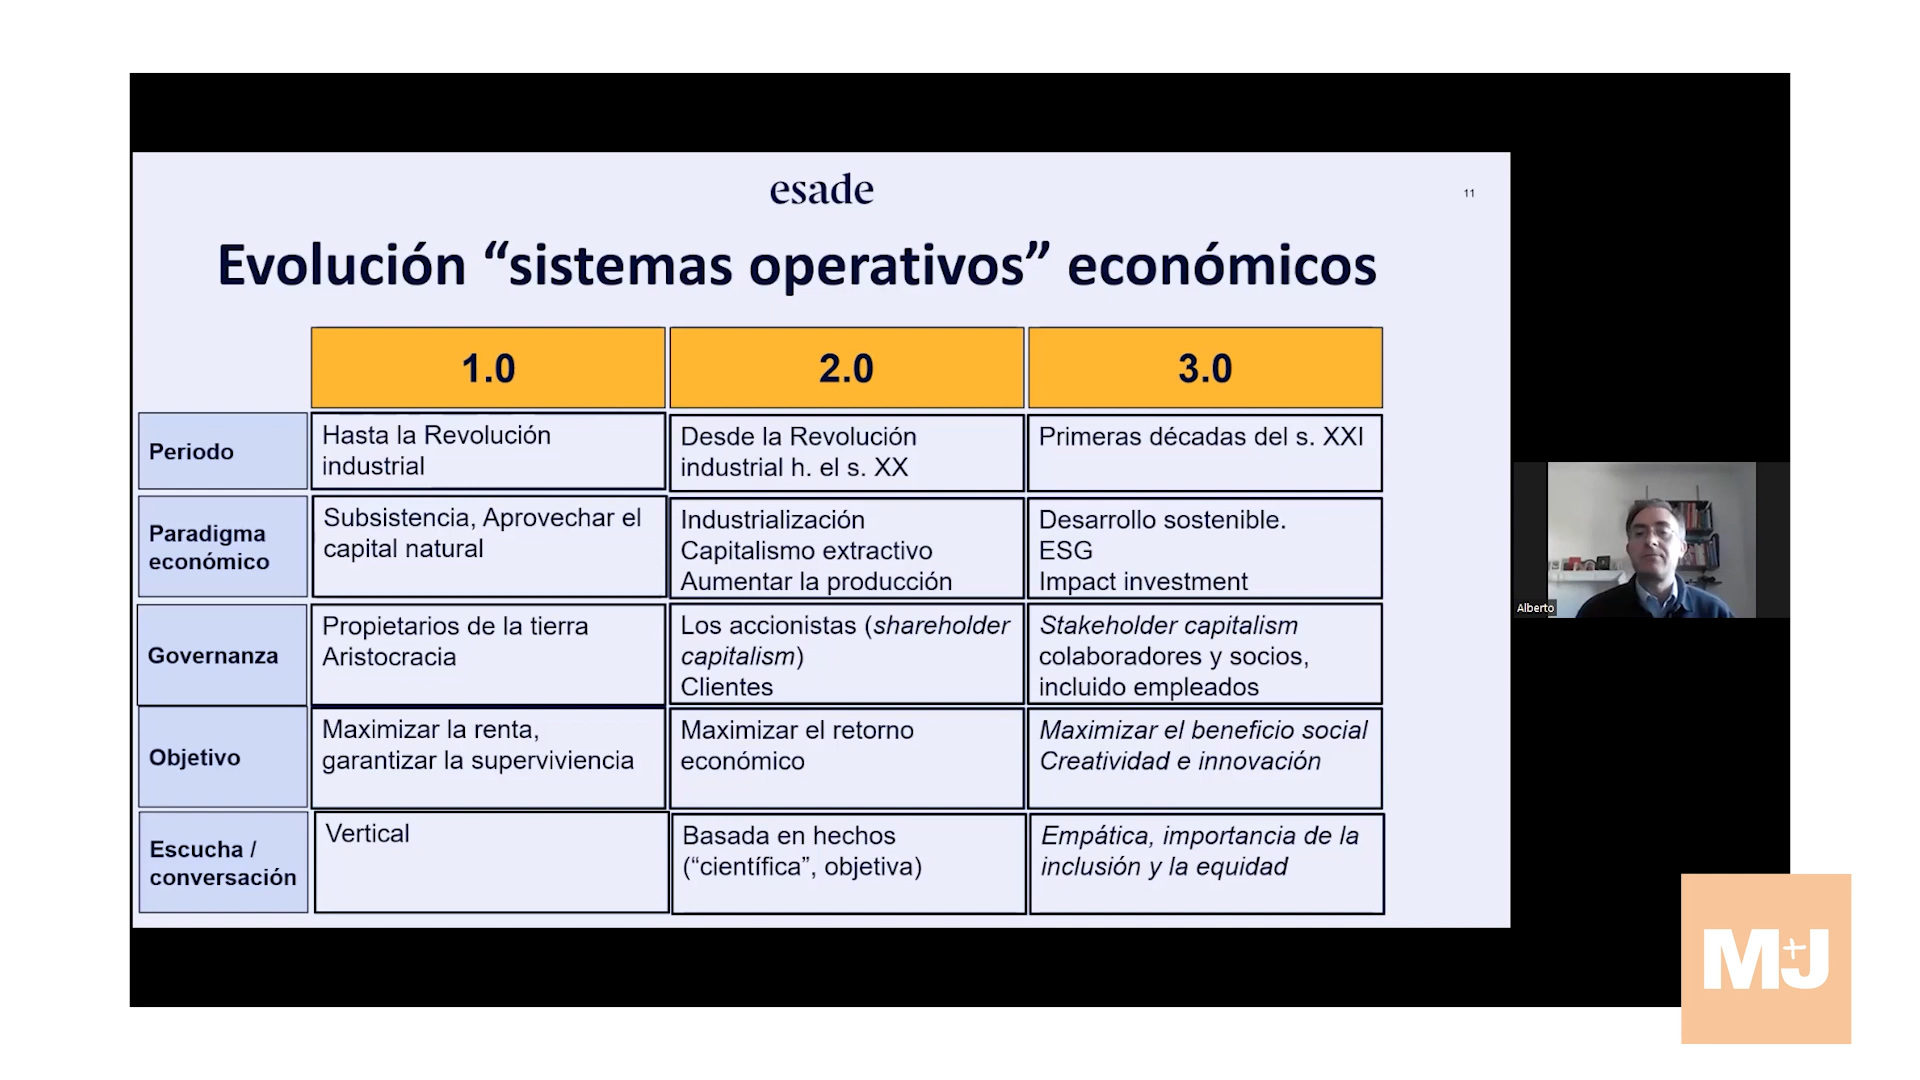 esade
11
Evolución “sistemas operativos” económicos
1.0
2.0
3.0
Periodo
Hasta la Revolución
industrial
Desde la Revolución
industrial h. el s. XX
Primeras décadas del s. XXI
Paradigma
económico
Subsistencia, Aprovechar el
capital natural
Industrialización
Capitalismo extractivo
Aumentar la producción
Desarrollo sostenible.
ESG
Impact investment
Governanza
Propietarios de la tierra
Aristocracia
Los accionistas (shareholder
capitalism)
Clientes
Stakeholder capitalism
colaboradores y socios,
incluido empleados
Objetivo
Maximizar la renta,
garantizar la superviviencia
Maximizar el retorno
económico
Maximizar el beneficio social
Creatividad e innovación
Escucha /
conversación
Vertical
Basada en hechos
(“científica”, objetiva)
Empática, importancia de la
inclusión y la equidad
Alberto
M+J